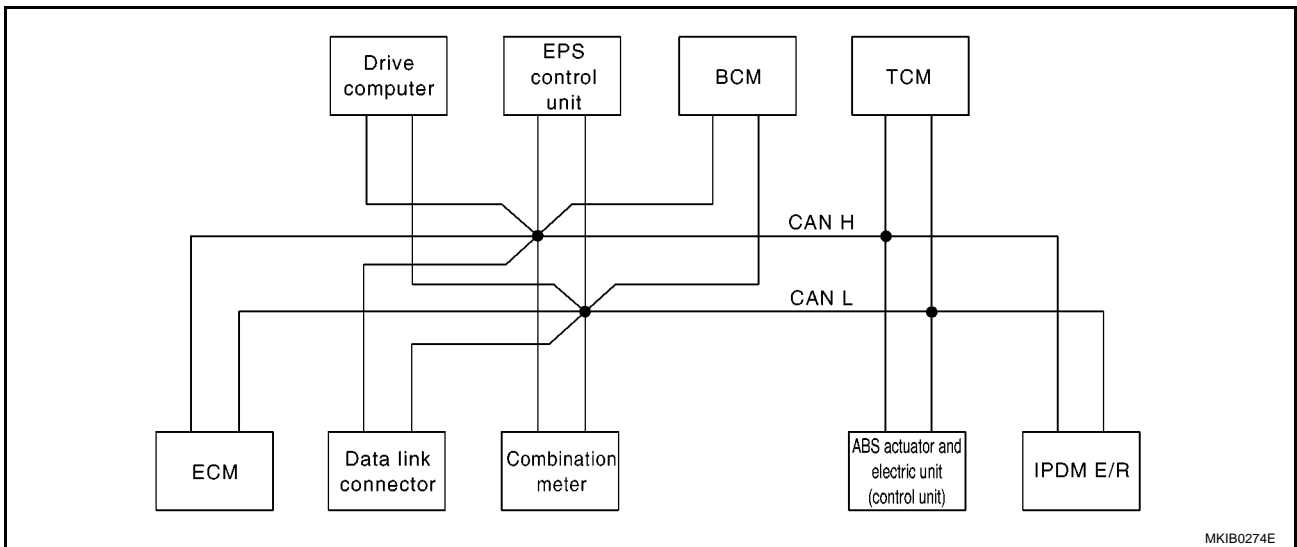 Drive
computer
EPS
control
unit
BCM
TCM
CAN H
CAN L
ECM
Data link
connector
Combination
meter
ABS actuator and
electric unit
(control unit)
IPDM E/R
MKIB0274E